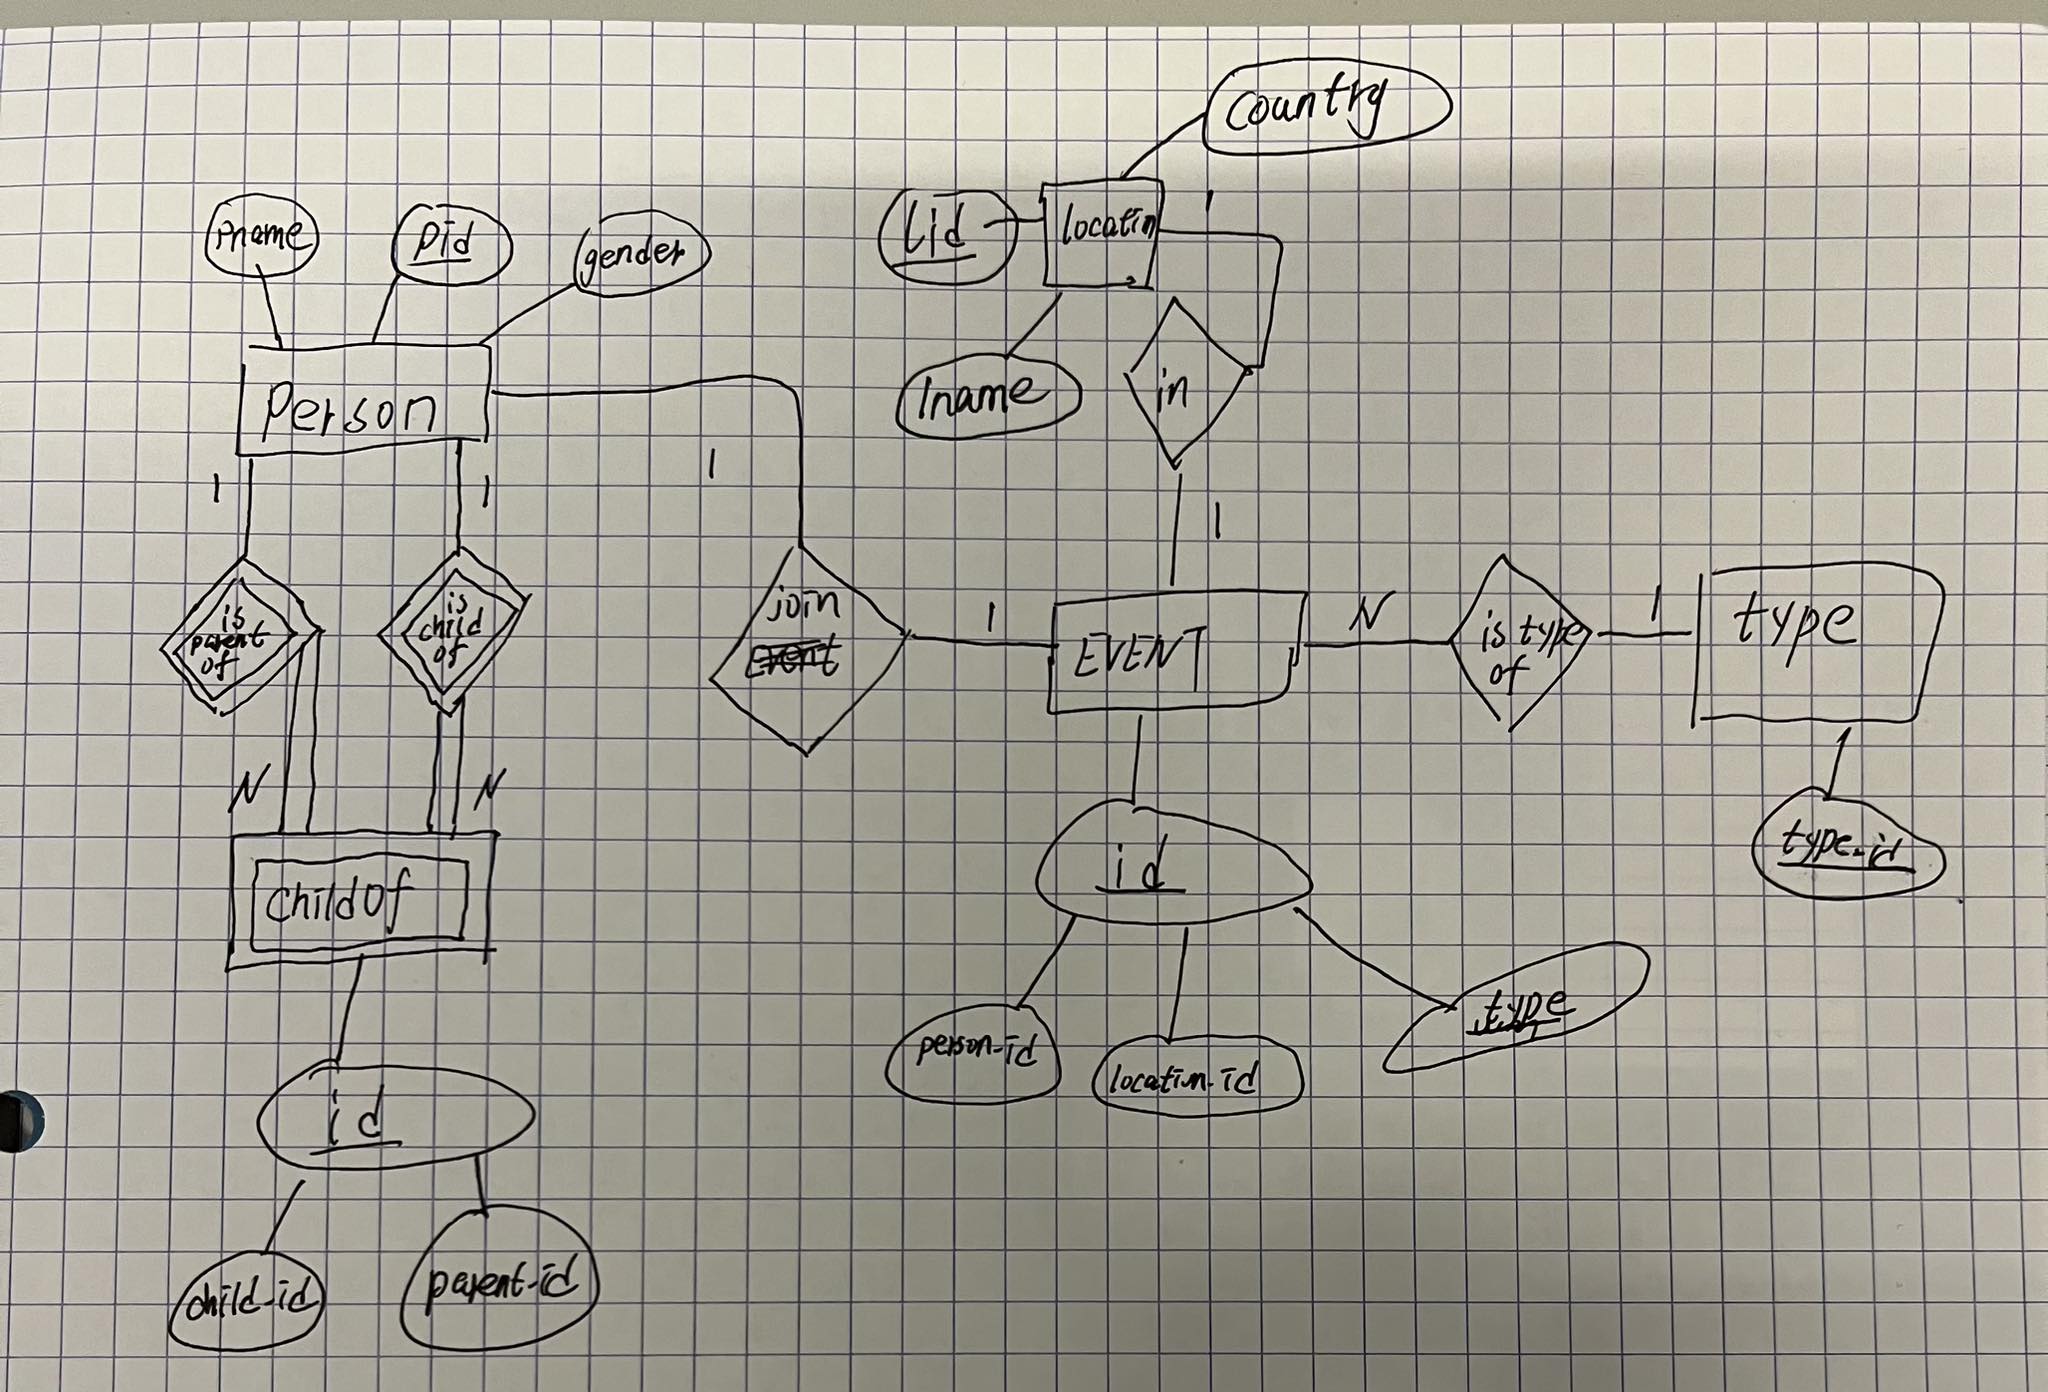 country
Pname
pid
gender
Lid
locatin
1
lname
in
Person
1
1
1
1
is
parent
of
is
child
of
join
Event
1
EVENT
N
is type
of
1
type
N
N
id
type-id
ChildOf
person-id
location-id
type
id
child-id
parent-id